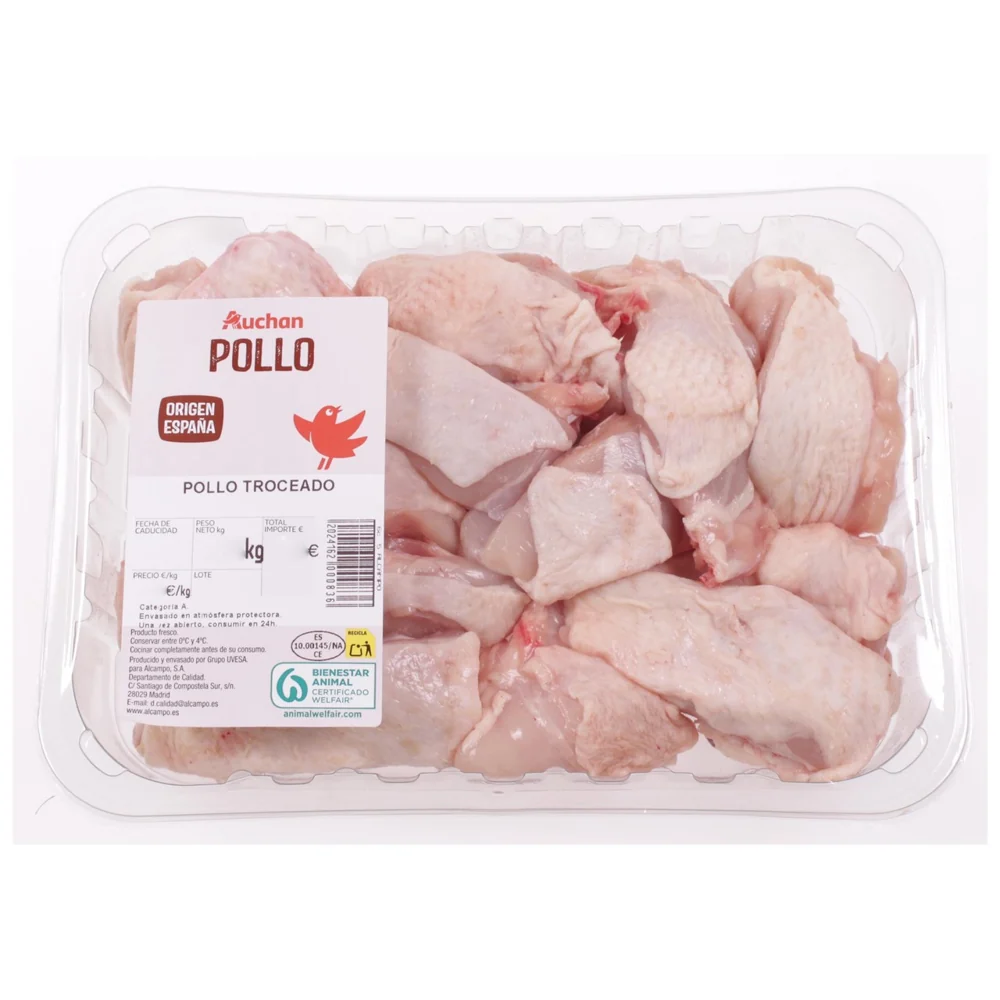 Auchan
POLLO
ORIGEN
ESPAÑA
POLLO TROCEADO
FECHA DE
CADUCIDAD
PESO
NETO kg
kg
TOTAL
IMPORTE €
€
PRECIO €/kg
€/kg
LOTE
20241620000836
Categoría A.
Envasado en atmósfera protectora.
Una vez abierto, consumir en 24h.
Producto fresco.
Conservar entre 0ºC y 4ºC.
Cocinar completamente antes de su consumo.
Producido y envasado por Grupo UVESA.
para Alcampo, S.A.
Departamento de Calidad.
C/ Santiago de Compostela Sur, s/n.
28029 Madrid
E-mail: d.calidad@alcampo.es
www.alcampo.es
ES
10.00145/NA
CE
RECICLA
BIENESTAR
ANIMAL
CERTIFICADO
WELFAIR®
animalwelfair.com